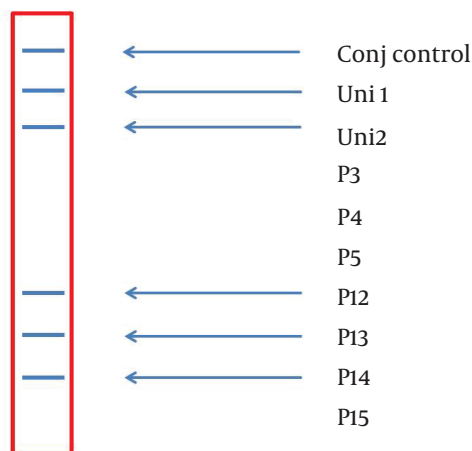 Conj control
Uni 1
Uni2
P3
P4
P5
P12
P13
P14
P15